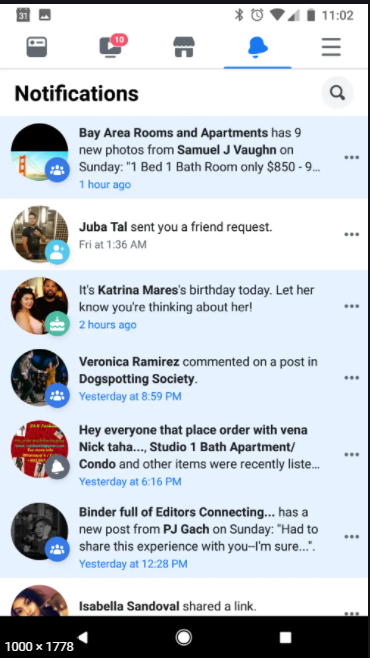 31 11:02
10
Notifications
Bay Area Rooms and Apartments has 9
new photos from Samuel J Vaughn on
Sunday: "1 Bed 1 Bath Room only $850 - 9...
1 hour ago
Juba Tal sent you a friend request.
Fri at 1:36 AM
It's Katrina Mares's birthday today. Let her
know you're thinking about her!
2 hours ago
Veronica Ramirez commented on a post in
Dogspotting Society.
Yesterday at 8:59 PM
Hey everyone that place order with vena
Nick taha..., Studio 1 Bath Apartment/
Condo and other items were recently liste...
Yesterday at 6:16 PM
Binder full of Editors Connecting... has a
new post from PJ Gach on Sunday: "Had to
share this experience with you–I'm sure...".
Yesterday at 12:28 PM
Isabella Sandoval shared a link.
1000 × 1778